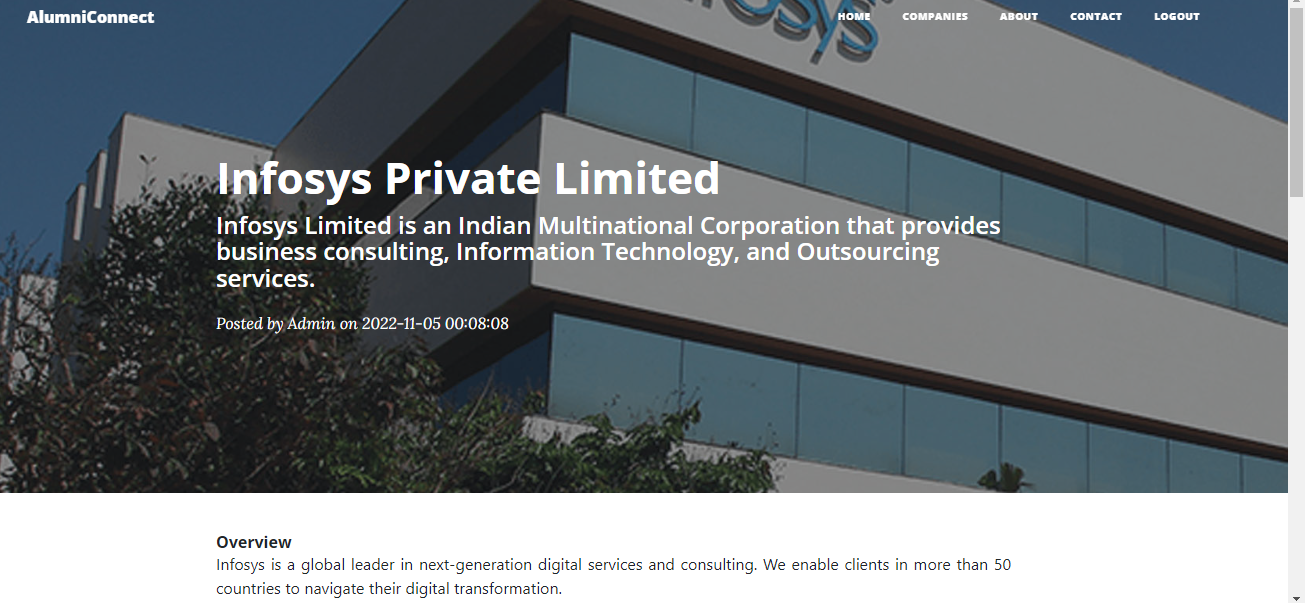 AlumniConnect
HOME COMPANIES ABOUT CONTACT LOGOUT
Infosys Private Limited
Infosys Limited is an Indian Multinational Corporation that provides
business consulting, Information Technology, and Outsourcing
services.
Posted by Admin on 2022-11-05 00:08:08
Overview
Infosys is a global leader in next-generation digital services and consulting. We enable clients in more than 50
countries to navigate their digital transformation.